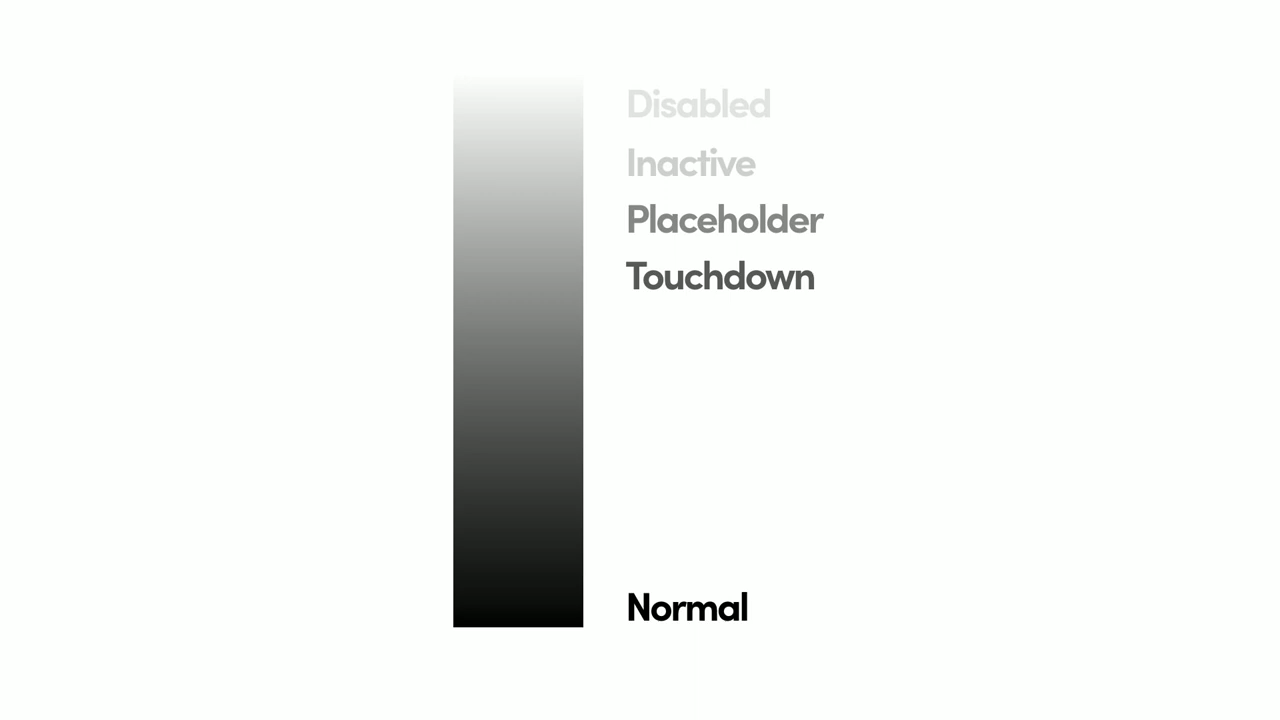 Disabled
Inactive
Placeholder
Touchdown
Normal